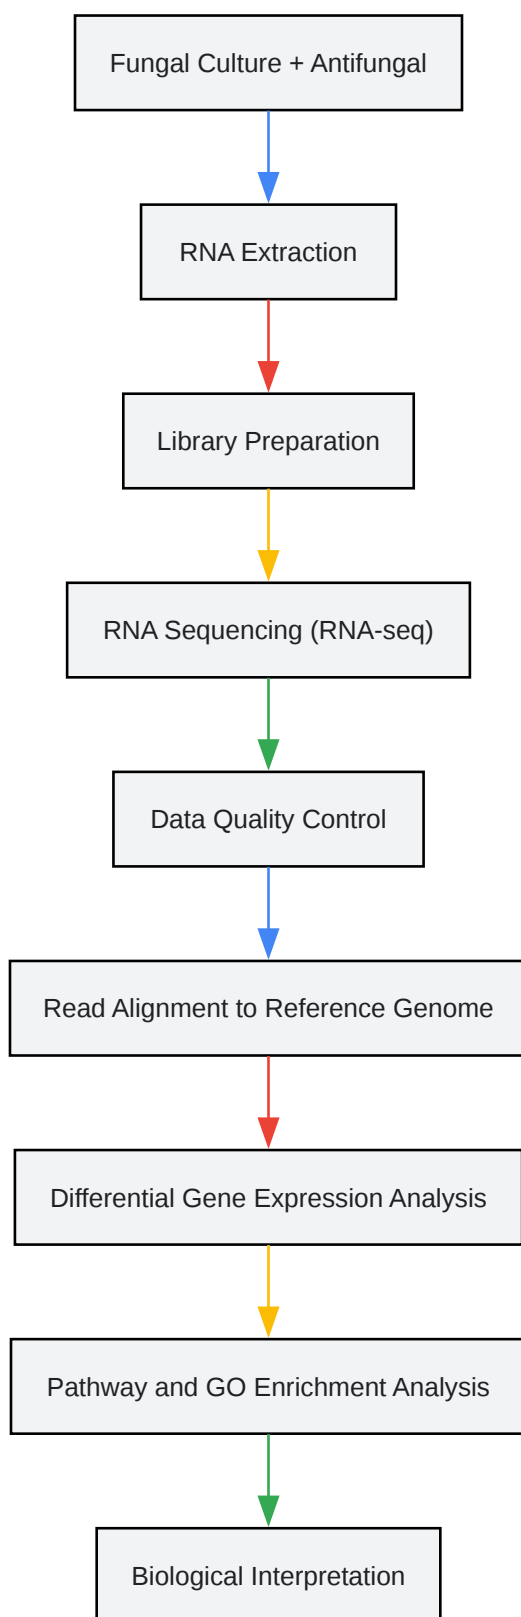 Fungal Culture + Antifungal
RNA Extraction
Library Preparation
RNA Sequencing (RNA-seq)
Data Quality Control
Read Alignment to Reference Genome
Differential Gene Expression Analysis
Pathway and GO Enrichment Analysis
Biological Interpretation